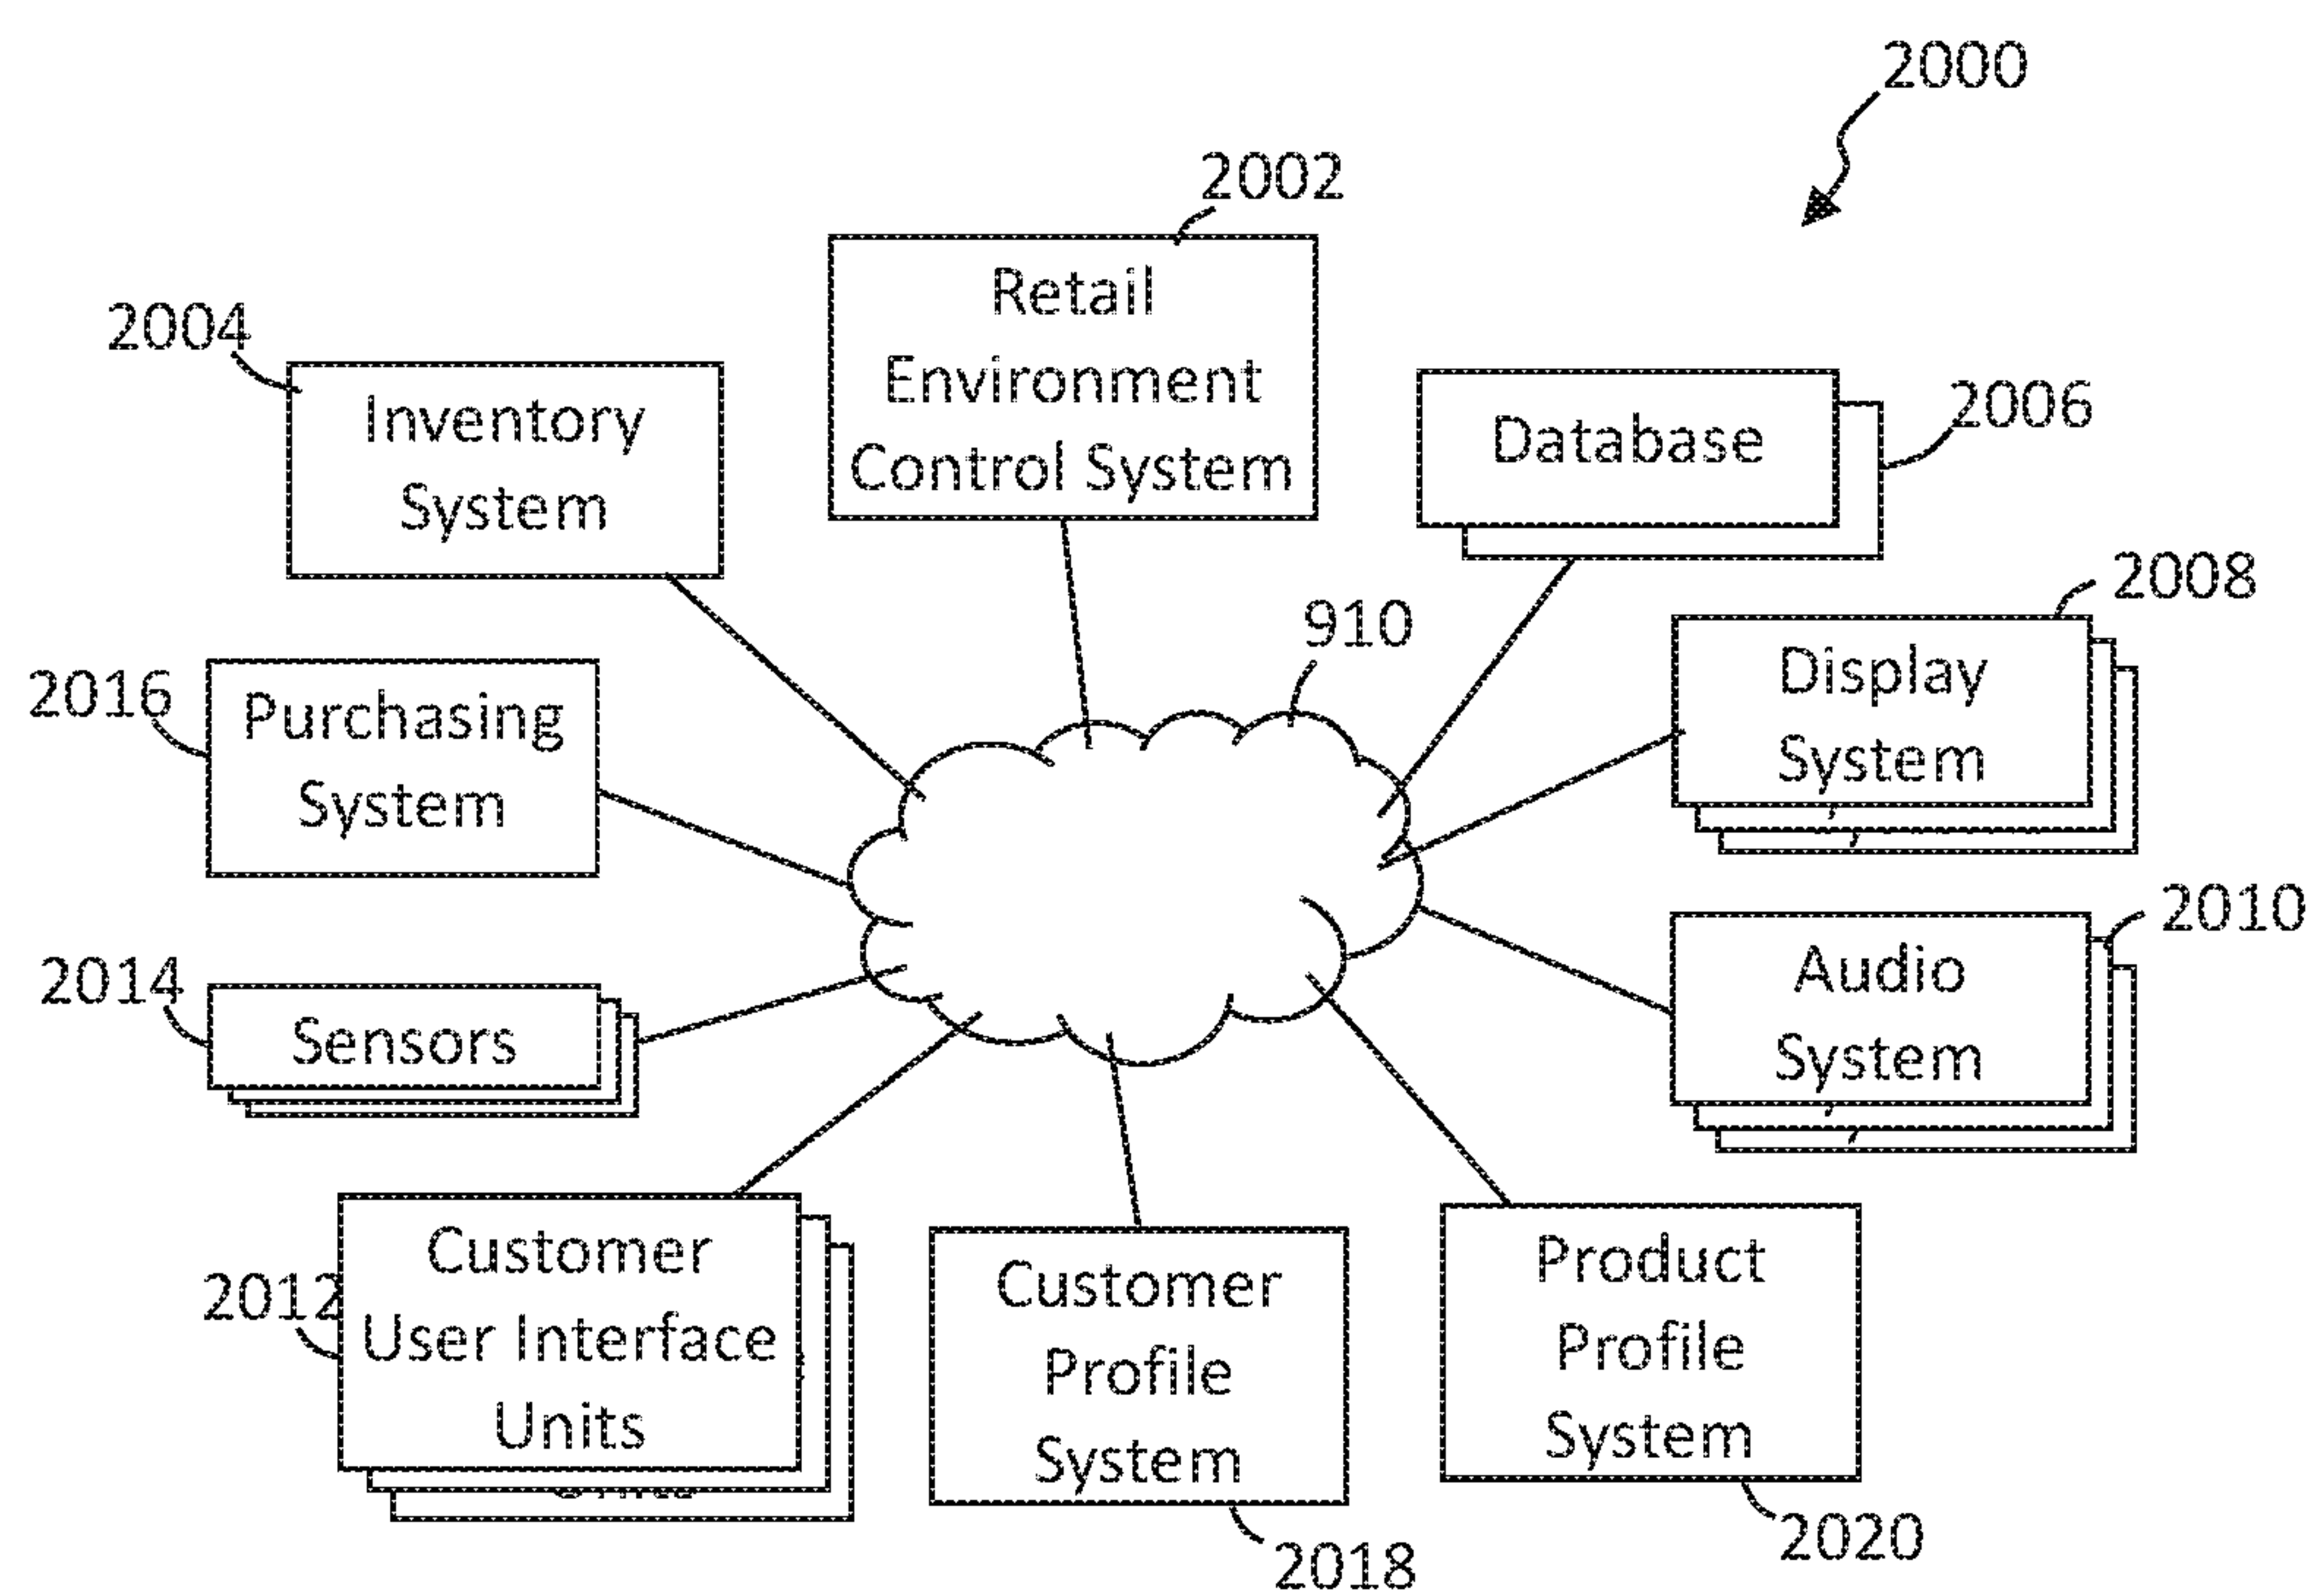 2000
2002
Retail
Environment
Control System
2004
Inventory
System
2006
Database
2008
Display
System
910
2016
Purchasing
System
2010
Audio
System
2014
Sensors
2012
Customer
User Interface
Units
Customer
Profile
System
2018
Product
Profile
System
2020